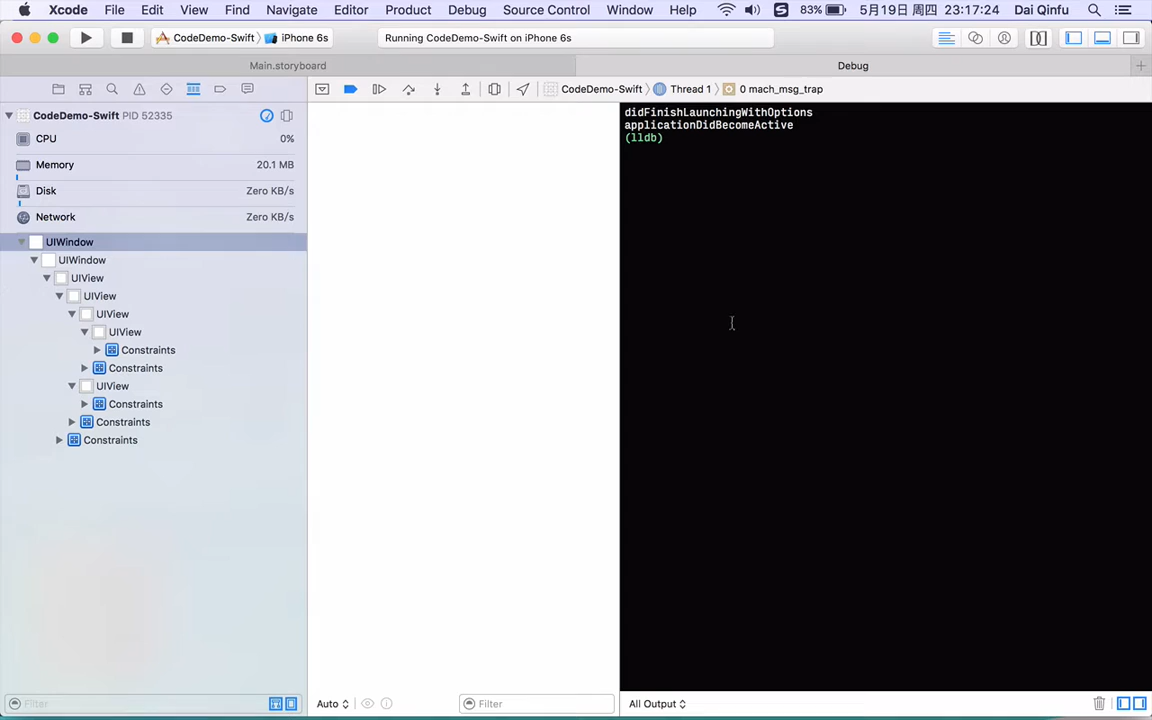 Xcode File Edit View Find Navigate Editor Product Debug Source Control Window Help 83% 5月19日 周四 23:17:24 Dai Qinfu
CodeDemo-Swift iPhone 6s Running CodeDemo-Swift on iPhone 6s
Main.storyboard Debug
CodeDemo-Swift Thread 1 0 mach_msg_trap
CodeDemo-Swift PID 52335
CPU 0%
Memory 20.1 MB
Disk Zero KB/s
Network Zero KB/s
UIWindow
UIWindow
UIView
UIView
UIView
UIView
Constraints
Constraints
UIView
Constraints
Constraints
Constraints
didFinishLaunchingWithOptions
applicationDidBecomeActive
(lldb)
Filter Auto Filter All Output